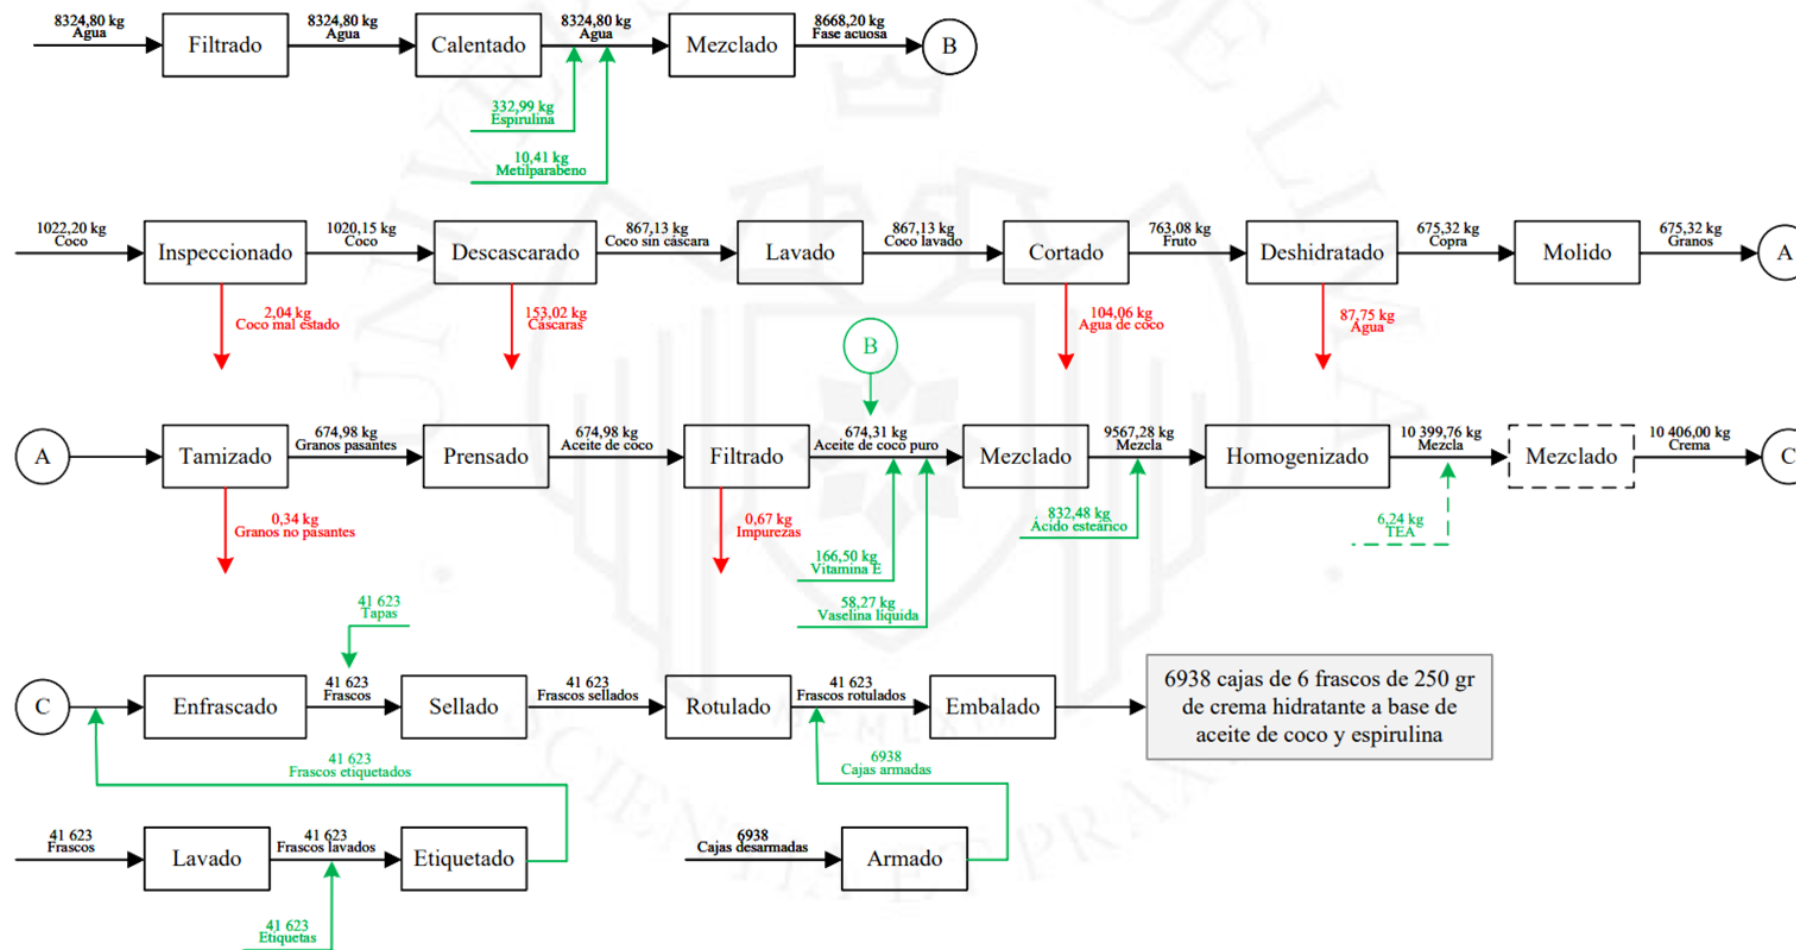 8324,80 kg
Agua
Filtrado
8324,80 kg
Agua
Calentado
8324,80 kg
Agua
Mezclado
8668,20 kg
Fase acuosa
B
332,99 kg
Espirulina
10,41 kg
Metilparabeno
1022,20 kg
Coco
Inspeccionado
1020,15 kg
Coco
Descascarado
867,13 kg
Coco sin cáscara
Lavado
867,13 kg
Coco lavado
Cortado
763,08 kg
Fruto
Deshidratado
675,32 kg
Copra
Molido
675,32 kg
Granos
A
2,04 kg
Coco mal estado
153,02 kg
Cáscaras
104,06 kg
Agua de coco
87,75 kg
Agua
B
A
Tamizado
674,98 kg
Granos pasantes
Prensado
674,98 kg
Aceite de coco
Filtrado
674,31 kg
Aceite de coco puro
Mezclado
9567,28 kg
Mezcla
Homogenizado
10 399,76 kg
Mezcla
Mezclado
10 406,00 kg
Crema
C
0,34 kg
Granos no pasantes
0,67 kg
Impurezas
166,50 kg
Vitamina E
58,27 kg
Vaselina líquida
832,48 kg
Ácido esteárico
6,24 kg
TEA
41 623
Tapas
C
Enfrascado
41 623
Frascos
Sellado
41 623
Frascos sellados
Rotulado
41 623
Frascos rotulados
Embalado
6938 cajas de 6 frascos de 250 gr
de crema hidratante a base de
aceite de coco y espirulina
41 623
Frascos etiquetados
6938
Cajas armadas
41 623
Frascos
Lavado
41 623
Frascos lavados
Etiquetado
6938
Cajas desarmadas
Armado
41 623
Etiquetas